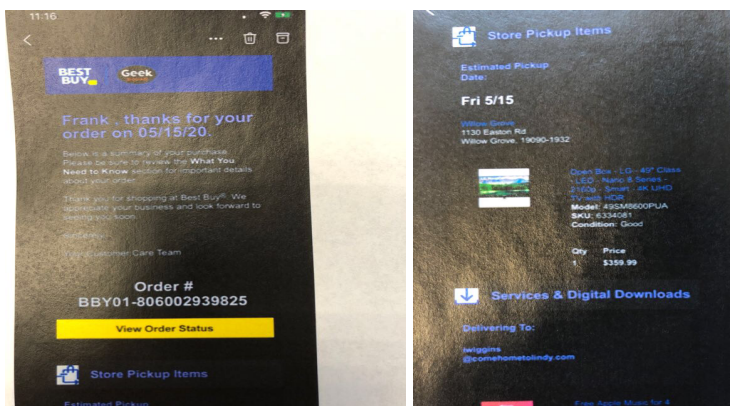 11:16
BEST
BUY
Geek
Frank , thanks for your
order on 05/15/20.
Below is a summary of your purchase.
Please be sure to review the What You
Need to Know section for important details
about your order.
Thank you for shopping at Best Buy®. We
appreciate your business and look forward to
seeing you soon.
Sincerely,
Your Customer Care Team
Order #
BBY01-806002939825
View Order Status
Store Pickup Items
Estimated Pickup
Store Pickup Items
Estimated Pickup
Date:
Fri 5/15
Willow Grove
1130 Easton Rd
Willow Grove, 19090-1932
Open Box - LG - 49" Class
- LED - Nano 8 Series -
2160p - Smart - 4K UHD
TV with HDR
Model: 49SM8600PUA
SKU: 6334081
Condition: Good
Qty Price
1 $359.99
Services & Digital Downloads
Delivering To:
lwiggins
@comehometolindy.com
Free Apple Music for 4